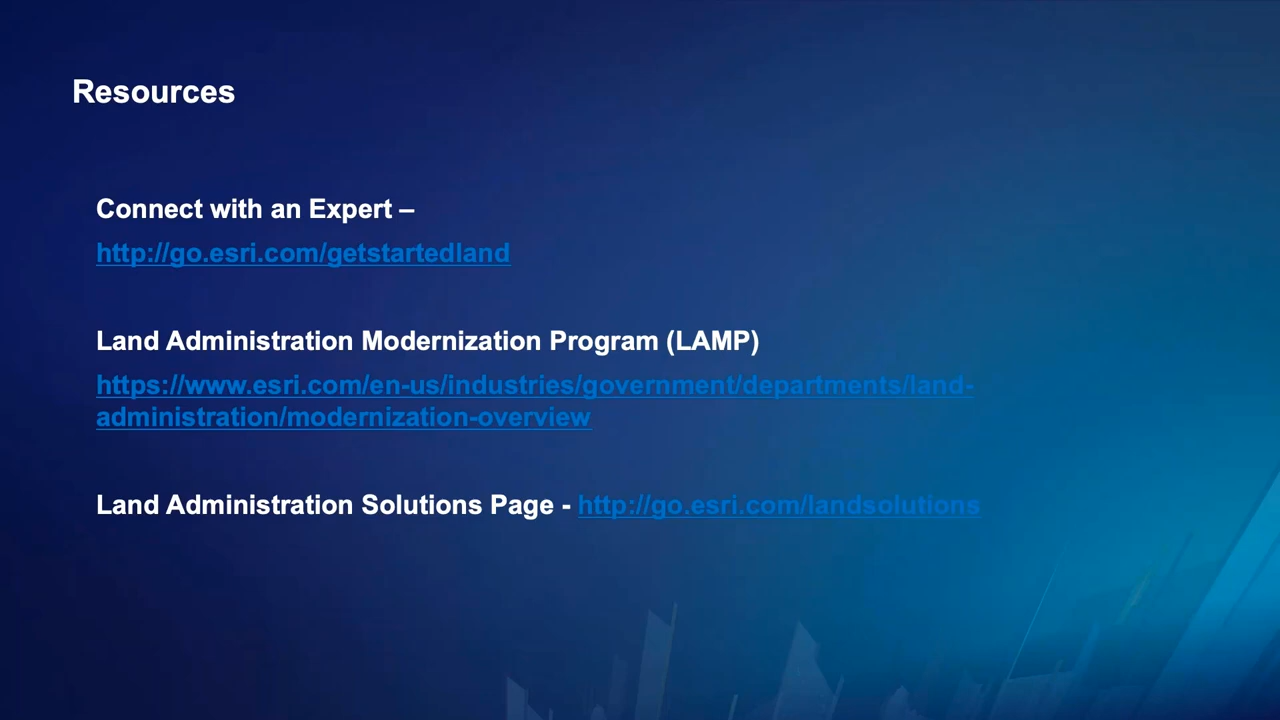 Resources
Connect with an Expert –
http://go.esri.com/getstartedland
Land Administration Modernization Program (LAMP)
https://www.esri.com/en-us/industries/government/departments/land-
administration/modernization-overview
Land Administration Solutions Page - http://go.esri.com/landsolutions